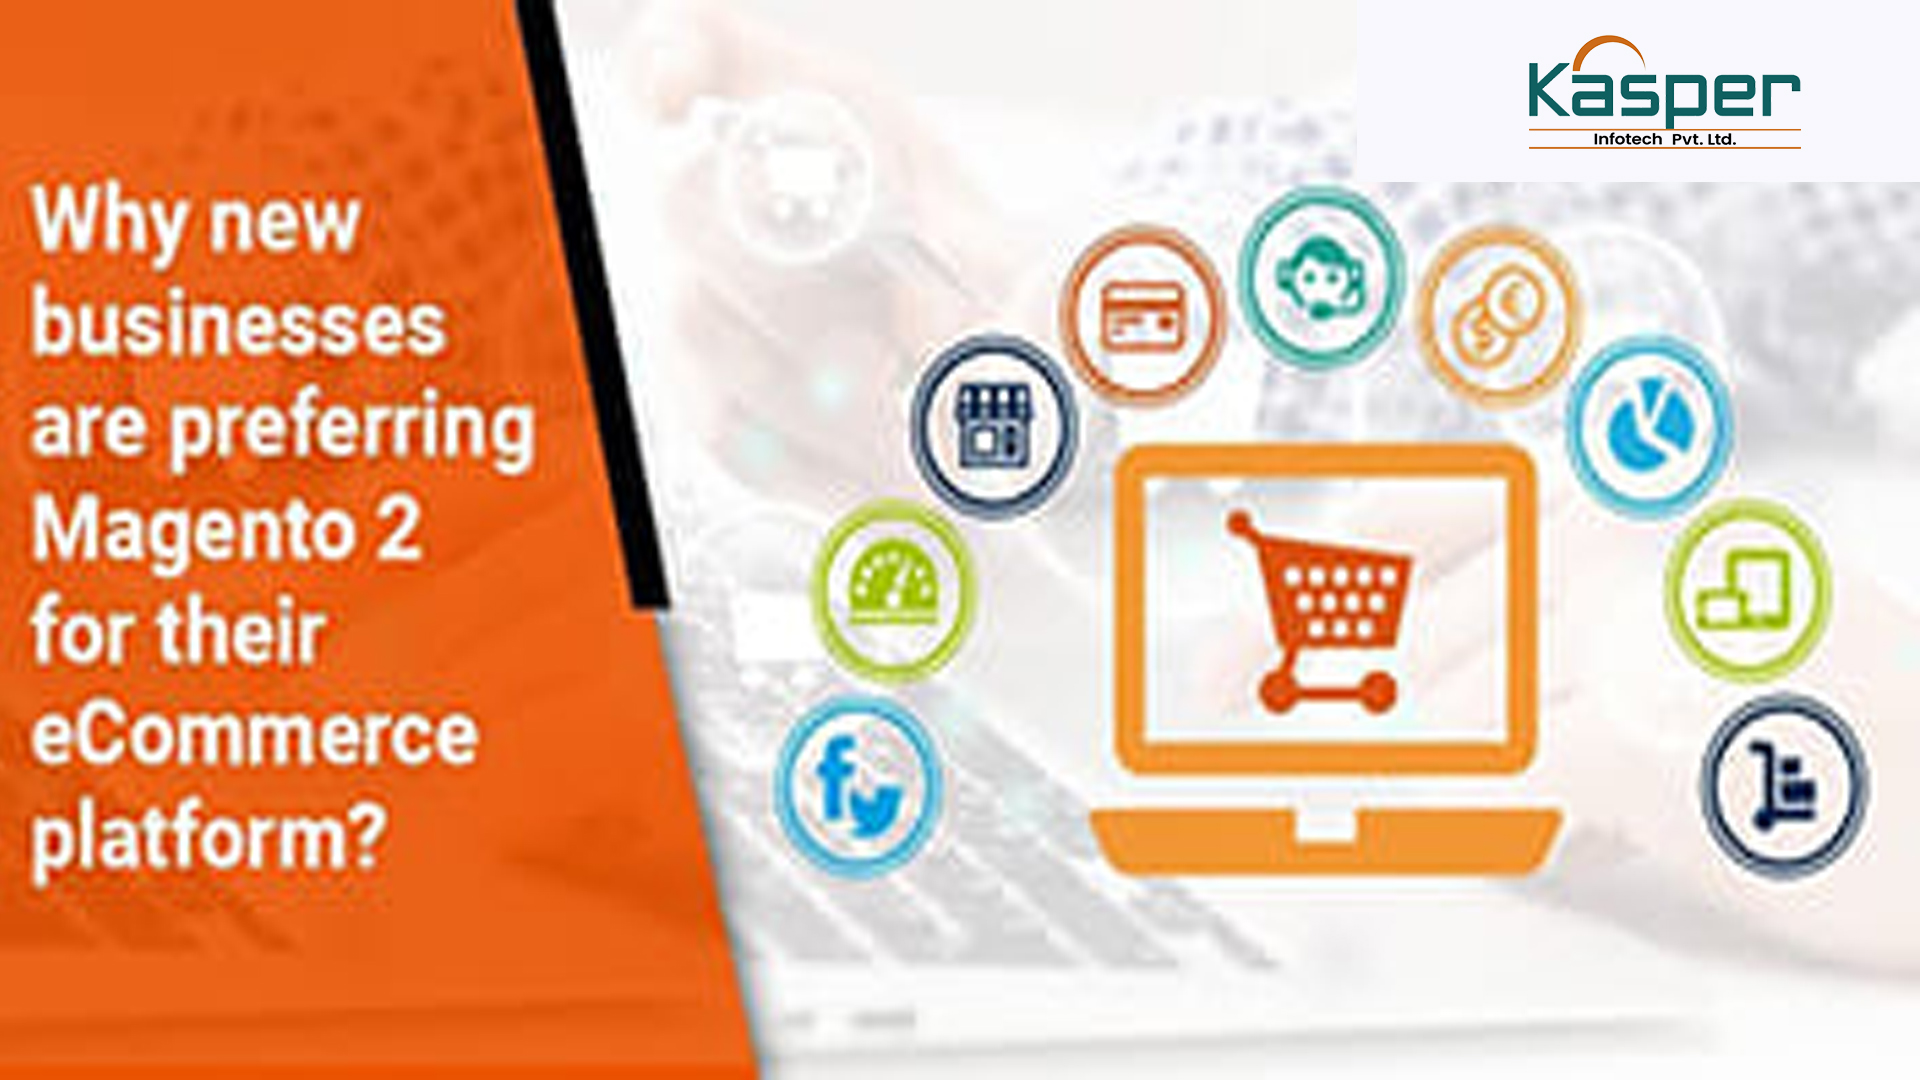 Why new
businesses
are preferring
Magento 2
for their
eCommerce
platform?
Kasper
Infotech Pvt. Ltd.